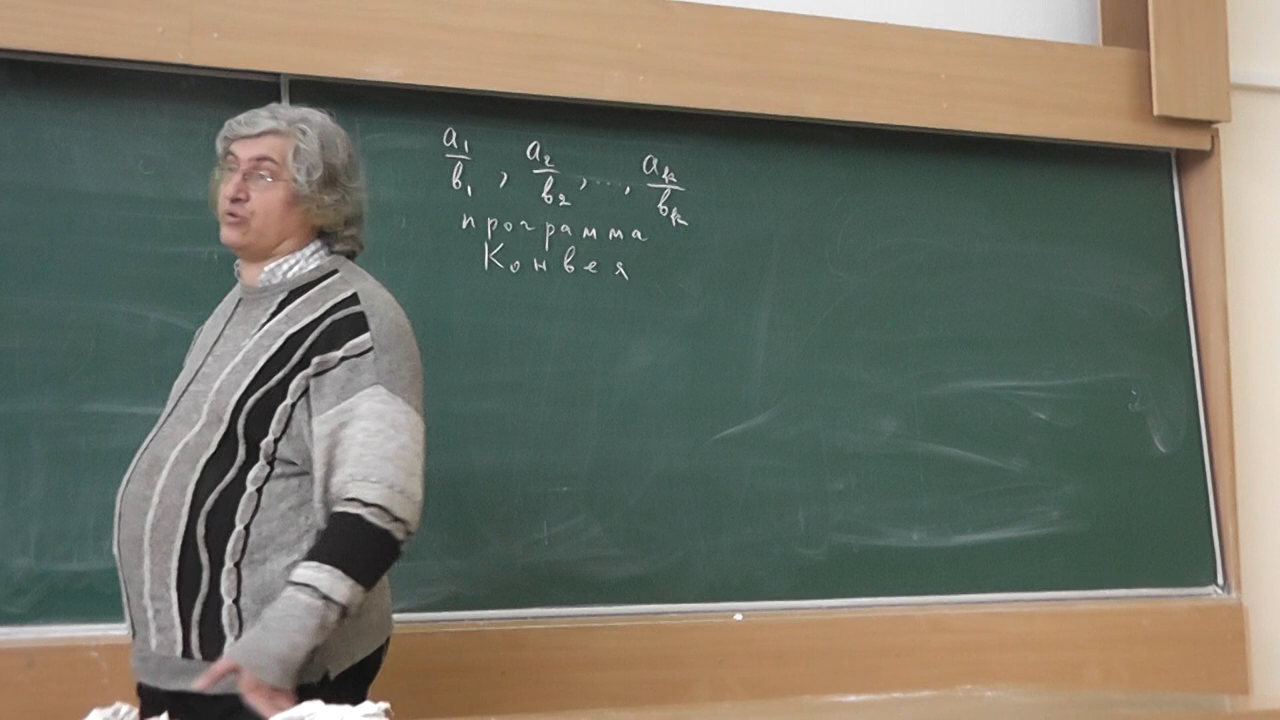 a₁/b₁, a₂/b₂, ..., aₖ/bₖ
программа
Конвея